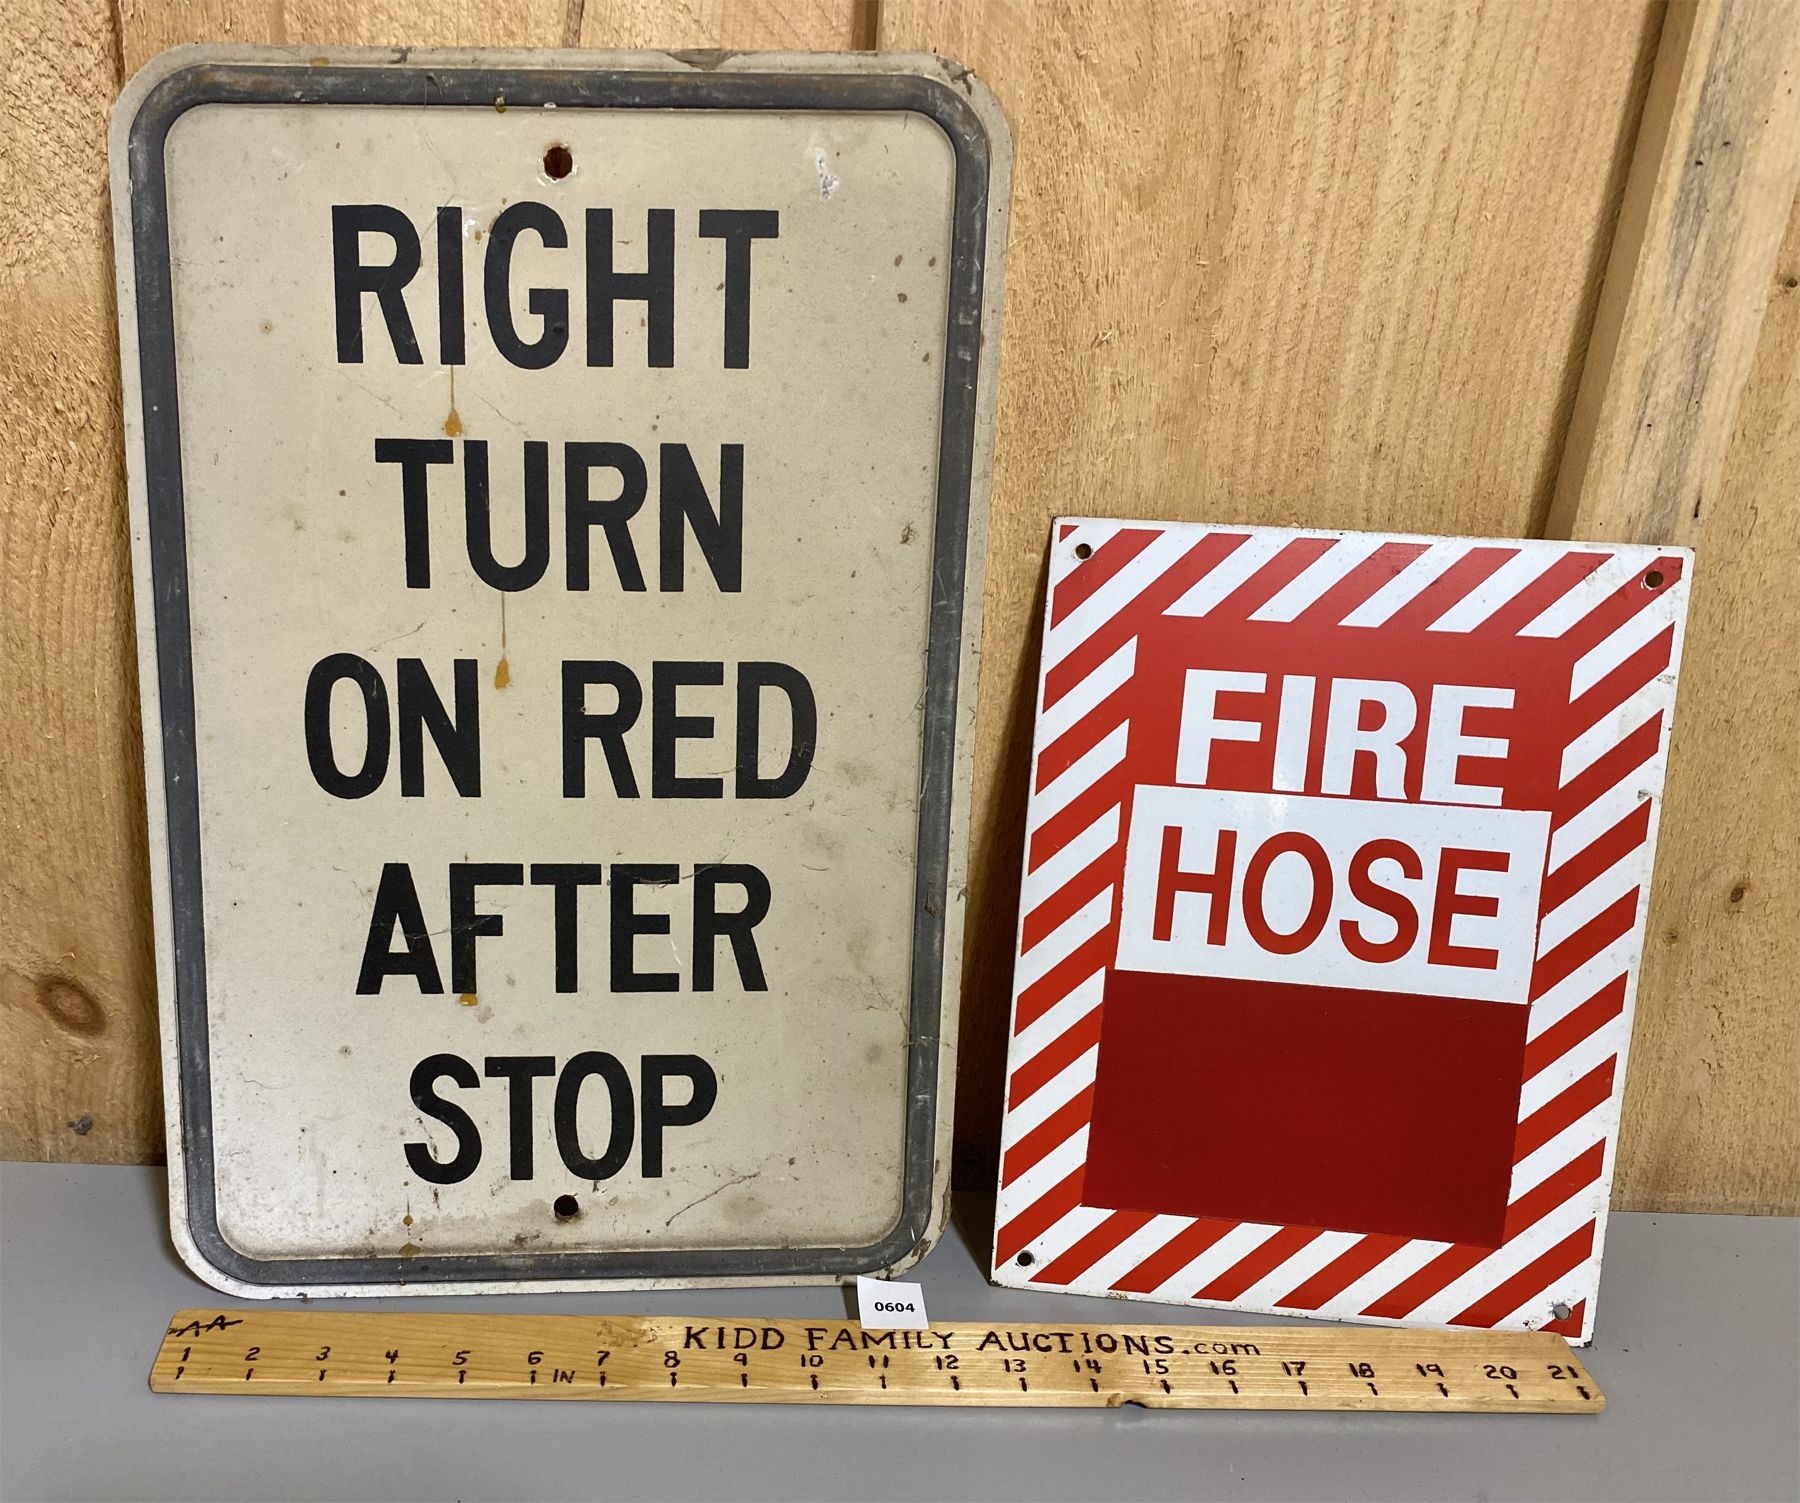 RIGHT
TURN
ON RED
AFTER
STOP
FIRE
HOSE
0604
AA
KIDD FAMILY AUCTIONS.com
1 2 3 4 5 6 IN 7 8 9 10 11 12 13 14 15 16 17 18 19 20 21